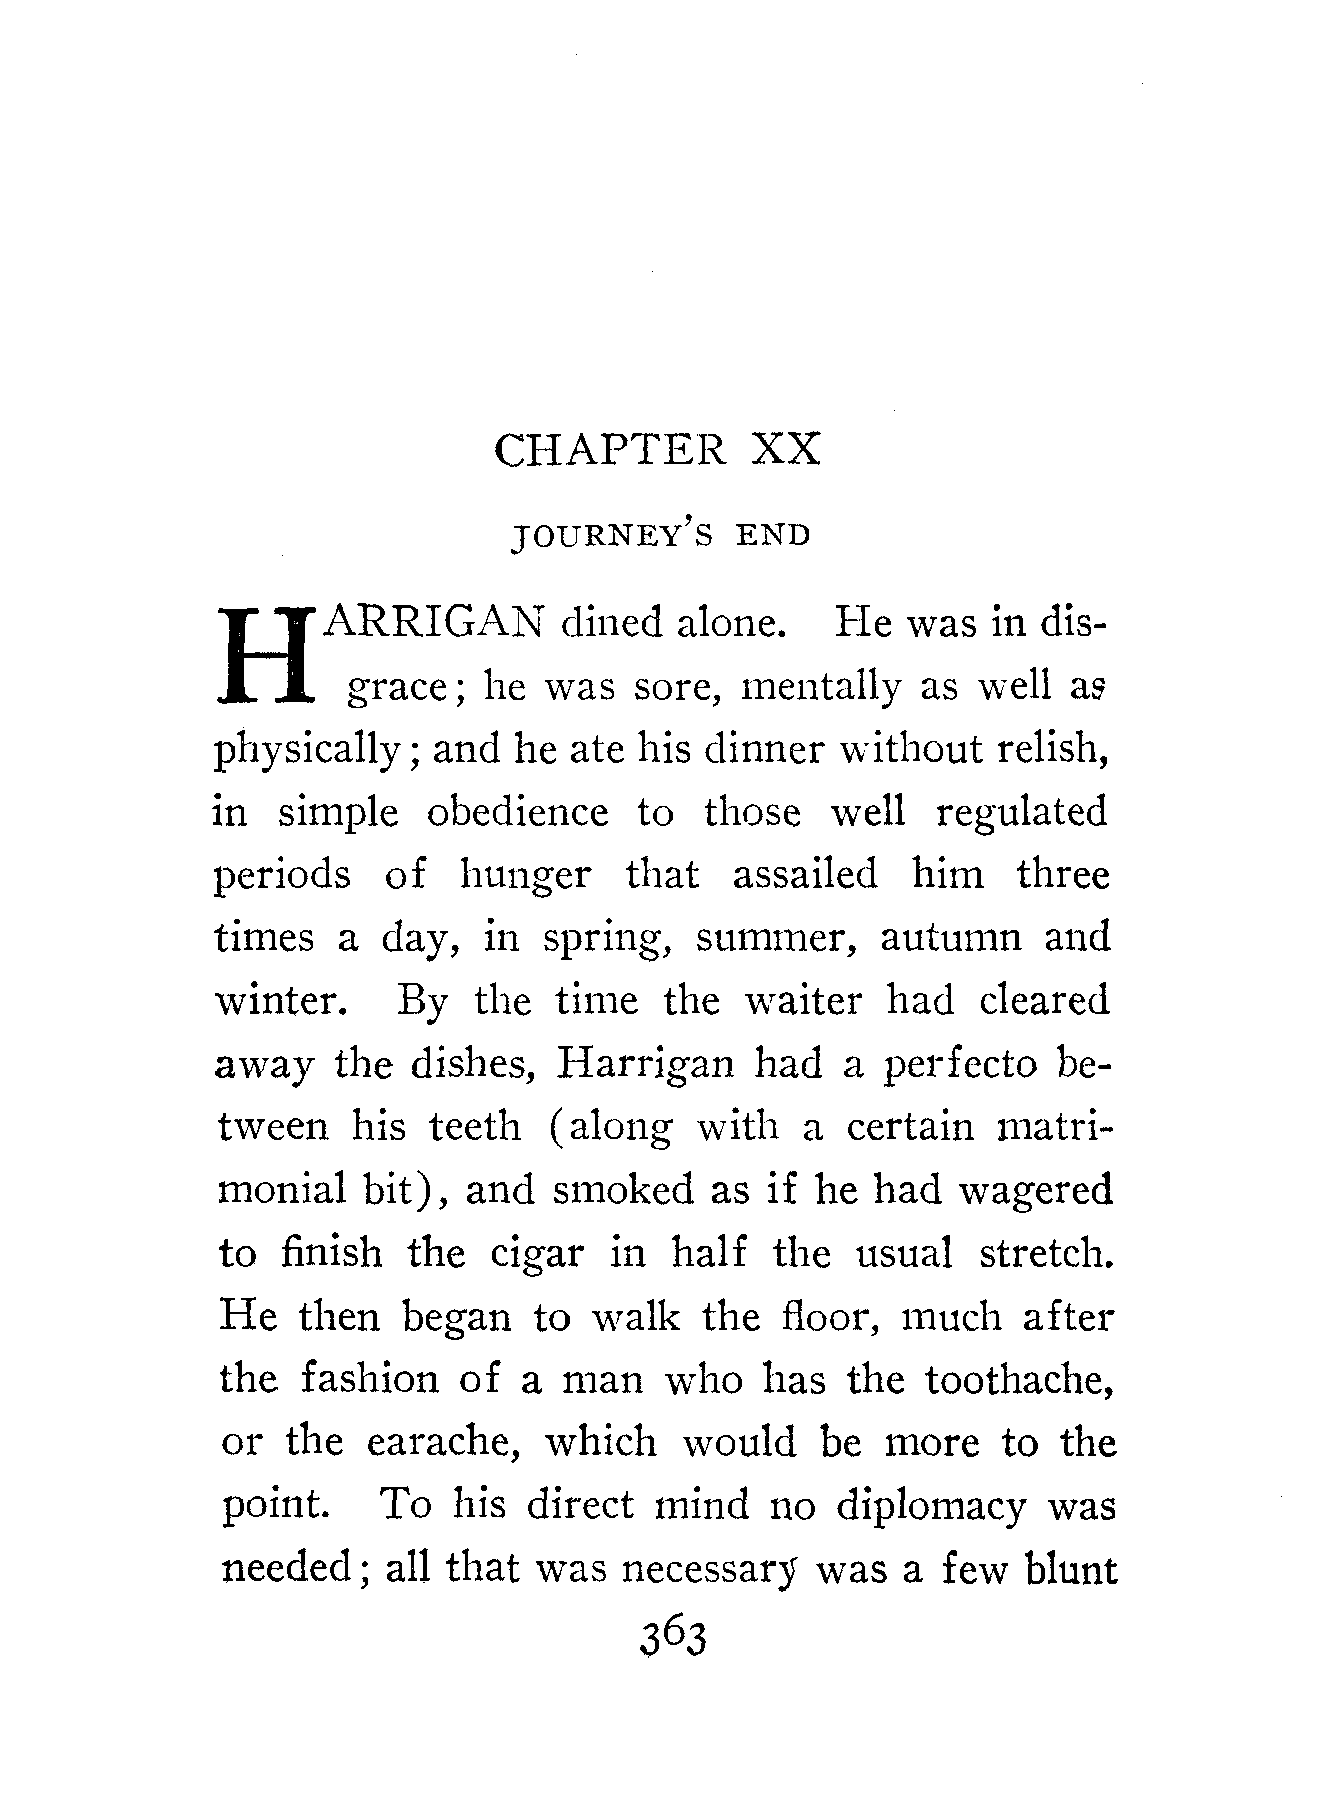 CHAPTER XX
JOURNEY'S END
HARRIGAN dined alone. He was in dis-
grace; he was sore, mentally as well as
physically; and he ate his dinner without relish,
in simple obedience to those well regulated
periods of hunger that assailed him three
times a day, in spring, summer, autumn and
winter. By the time the waiter had cleared
away the dishes, Harrigan had a perfecto be-
tween his teeth (along with a certain matri-
monial bit), and smoked as if he had wagered
to finish the cigar in half the usual stretch.
He then began to walk the floor, much after
the fashion of a man who has the toothache,
or the earache, which would be more to the
point. To his direct mind no diplomacy was
needed; all that was necessary was a few blunt
363